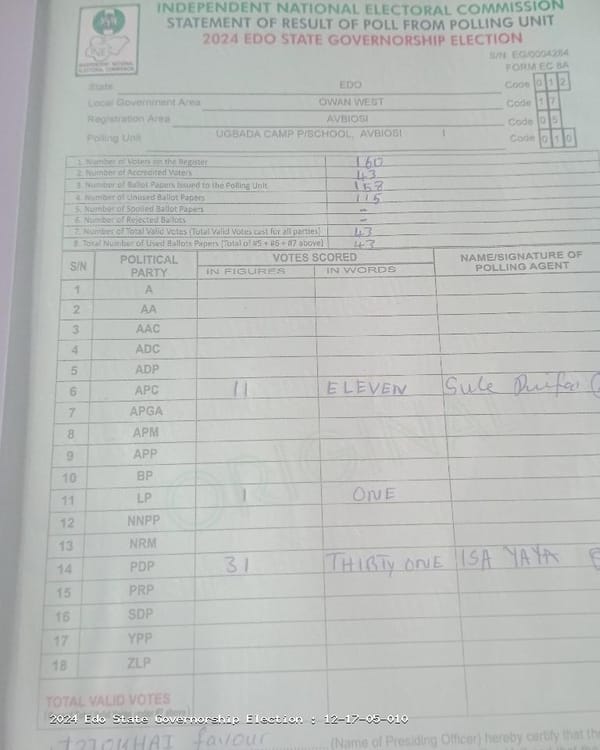 INDEPENDENT NATIONAL ELECTORAL COMMISSION
STATEMENT OF RESULT OF POLL FROM POLLING UNIT
2024 EDO STATE GOVERNORSHIP ELECTION
S/N: EG/0004284
FORM EC 8A
State EDO Code 0 1 2
Local Government Area OWAN WEST Code 1 7
Registration Area AVBIOSI Code 0 5
Polling Unit UGBADA CAMP P/SCHOOL, AVBIOSI I Code 0 1 0
1. Number of Voters on the Register 160
2. Number of Accredited Voters 43
3. Number of Ballot Papers Issued to the Polling Unit 158
4. Number of Unused Ballot Papers 115
5. Number of Spoiled Ballot Papers –
6. Number of Rejected Ballots –
7. Number of Total Valid Votes (Total Valid Votes cast for all parties) 43
8. Total Number of Used Ballots Papers (Total of #5 + #6 + #7 above) 43
S/N POLITICAL PARTY VOTES SCORED NAME/SIGNATURE OF POLLING AGENT
IN FIGURES IN WORDS
1 A
2 AA
3 AAC
4 ADC
5 ADP
6 APC 11 ELEVEN Sule
7 APGA
8 APM
9 APP
10 BP
11 LP 1 ONE
12 NNPP
13 NRM
14 PDP 31 THIRTY ONE ISA YAYA
15 PRP
16 SDP
17 YPP
18 ZLP
ORIGINAL
TOTAL VALID VOTES
2024 Edo State Governorship Election : 12-17-05-010
favour (Name of Presiding Officer) hereby certify that the